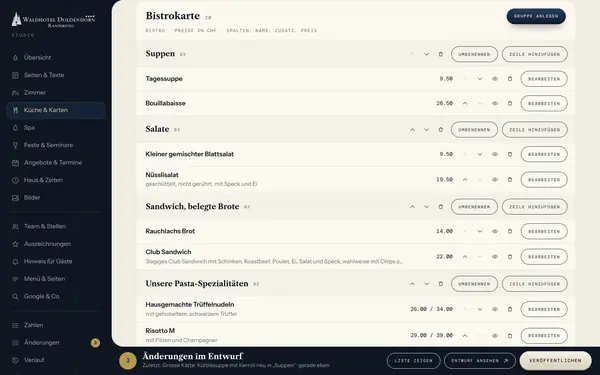 Waldhotel Doldenhorn
Kandersteg
STUDIO
Übersicht
Seiten & Texte
Zimmer
Küche & Karten
Spa
Feste & Seminare
Angebote & Termine
Haus & Zeiten
Bilder
Team & Stellen
Auszeichnungen
Hinweis für Gäste
Menü & Seiten
Google & Co.
Zahlen
Änderungen 3
Verlauf
Bistrokarte
GRUPPE ANLEGEN
BISTRO PREISE IN CHF SPALTEN: NAME, ZUSATZ, PREIS
Suppen UMBENENNEN ZEILE HINZUFÜGEN
Tagessuppe 9.50 BEARBEITEN
Bouillabaisse 26.50 BEARBEITEN
Salate 02 UMBENENNEN ZEILE HINZUFÜGEN
Kleiner gemischter Blattsalat 9.50 BEARBEITEN
Nüsslisalat 19.50 BEARBEITEN
geschüttelt, nicht gerührt, mit Speck und Ei
Sandwich, belegte Brote UMBENENNEN ZEILE HINZUFÜGEN
Rauchlachs Brot 14.00 BEARBEITEN
Club Sandwich 22.00 BEARBEITEN
3lagiges Club Sandwich mit Schinken, Roastbeef, Poulet, Ei, Salat und Speck, wahlweise mit Chips o...
Unsere Pasta-Spezialitäten UMBENENNEN ZEILE HINZUFÜGEN
Hausgemachte Trüffelnudeln 26.00 / 34.00 BEARBEITEN
mit gehobeltem, schwarzem Trüffel
Risotto M 29.00 / 39.00 BEARBEITEN
mit Pilzen und Champagner
3 Änderungen im Entwurf
Zuletzt: Grosse Karte: Kürbissuppe mit Kernöl neu in „Suppen“ gerade eben
LISTE ZEIGEN ENTWURF ANSEHEN VERÖFFENTLICHEN